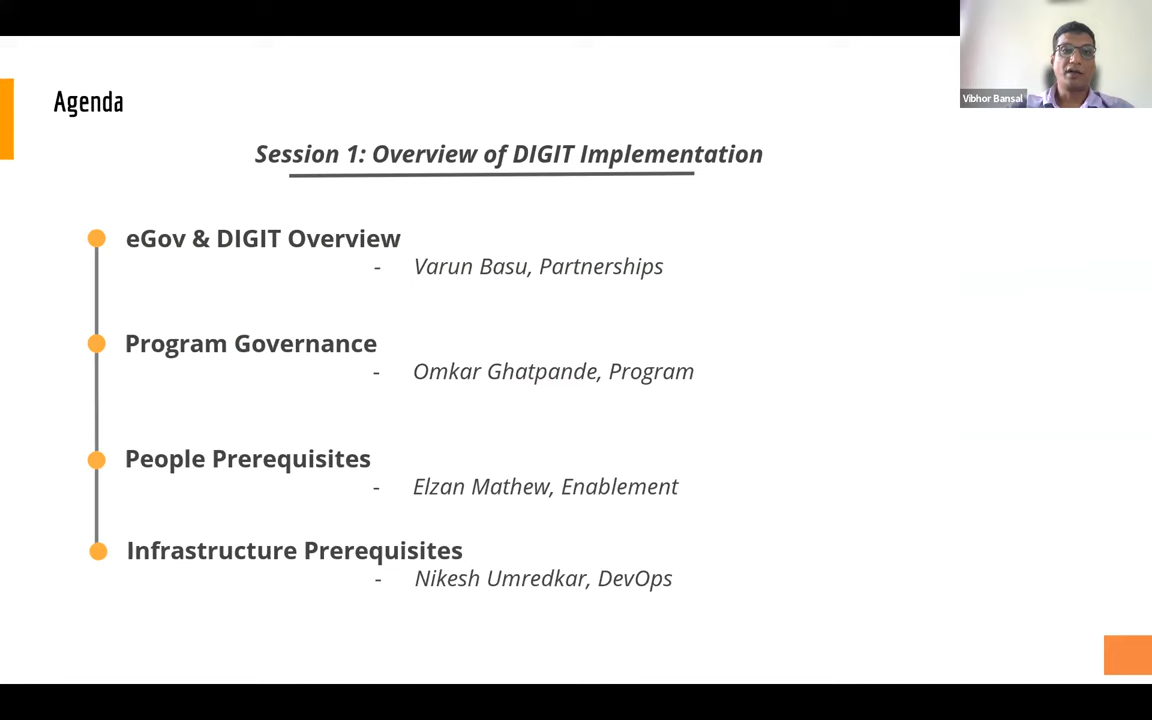 Vibhor Bansal
Agenda
Session 1: Overview of DIGIT Implementation
eGov & DIGIT Overview
- Varun Basu, Partnerships
Program Governance
- Omkar Ghatpande, Program
People Prerequisites
- Elzan Mathew, Enablement
Infrastructure Prerequisites
- Nikesh Umredkar, DevOps